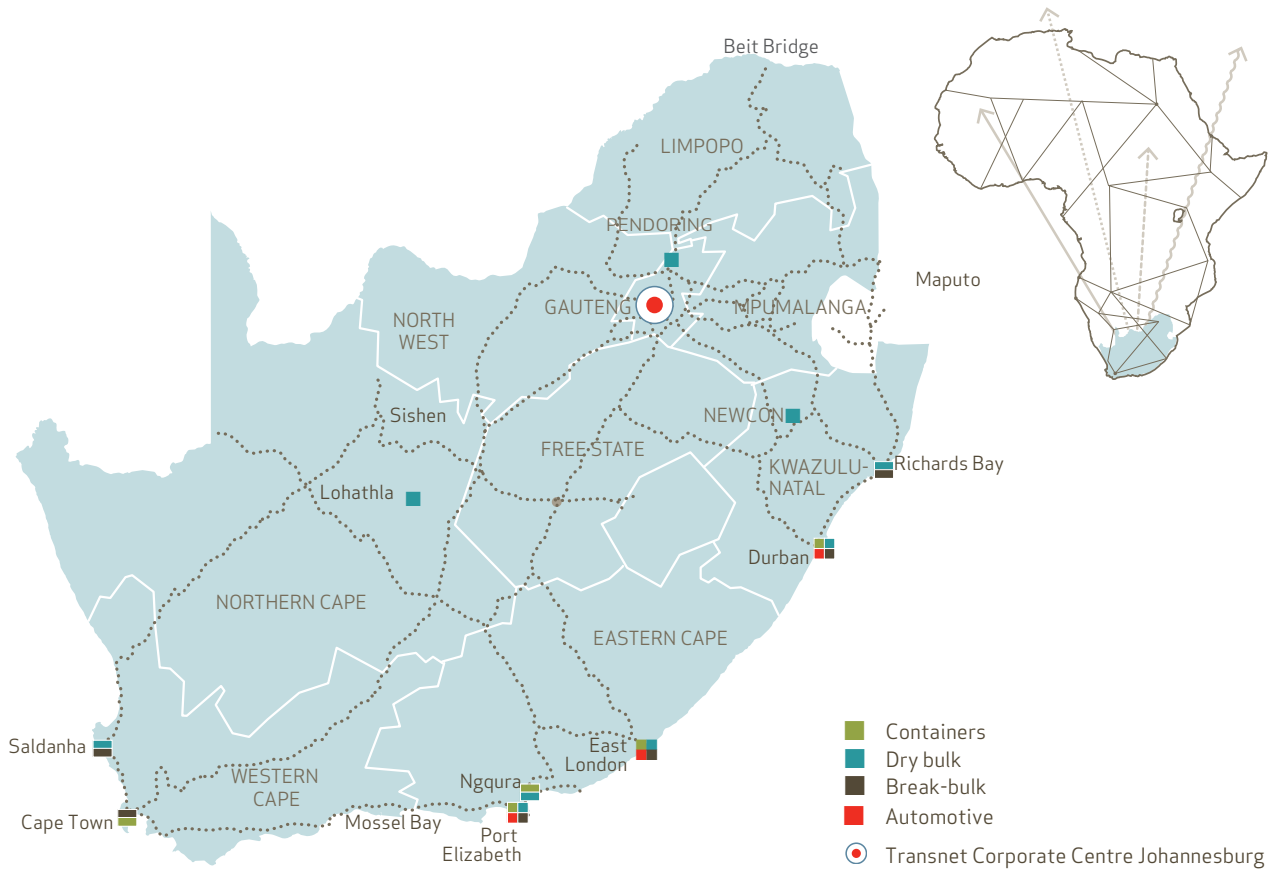 Beit Bridge
LIMPOPO
PENDORING
Maputo
GAUTENG
MPUMALANGA
NORTH
WEST
Sishen
NEWCON
FREE STATE
KWAZULU-
NATAL
Richards Bay
Lohathla
Durban
NORTHERN CAPE
EASTERN CAPE
Saldanha
East
London
WESTERN
CAPE
Ngqura
Cape Town
Mossel Bay
Port
Elizabeth
Containers
Dry bulk
Break-bulk
Automotive
Transnet Corporate Centre Johannesburg